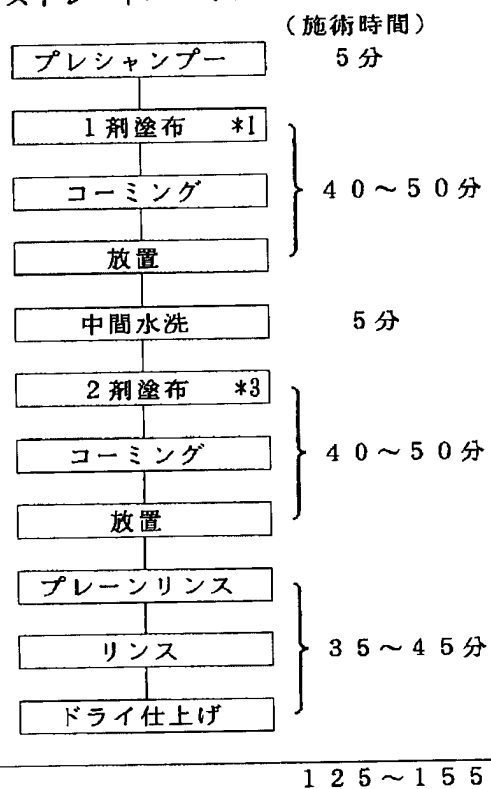 (施術時間)
プレシャンプー 5分
1剤塗布 *1
コーミング 40~50分
放置
中間水洗 5分
2剤塗布 *3
コーミング 40~50分
放置
プレーンリンス
リンス 35~45分
ドライ仕上げ
125~155